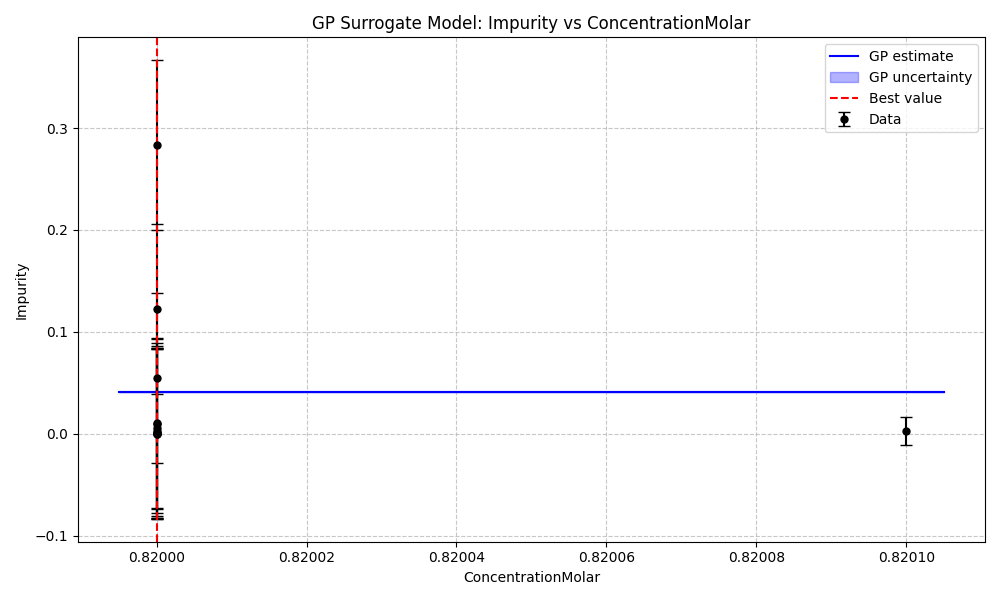 GP Surrogate Model: Impurity vs ConcentrationMolar
GP estimate
GP uncertainty
Best value
Data
Impurity
0.3
0.2
0.1
0.0
−0.1
0.82000
0.82002
0.82004
0.82006
0.82008
0.82010
ConcentrationMolar